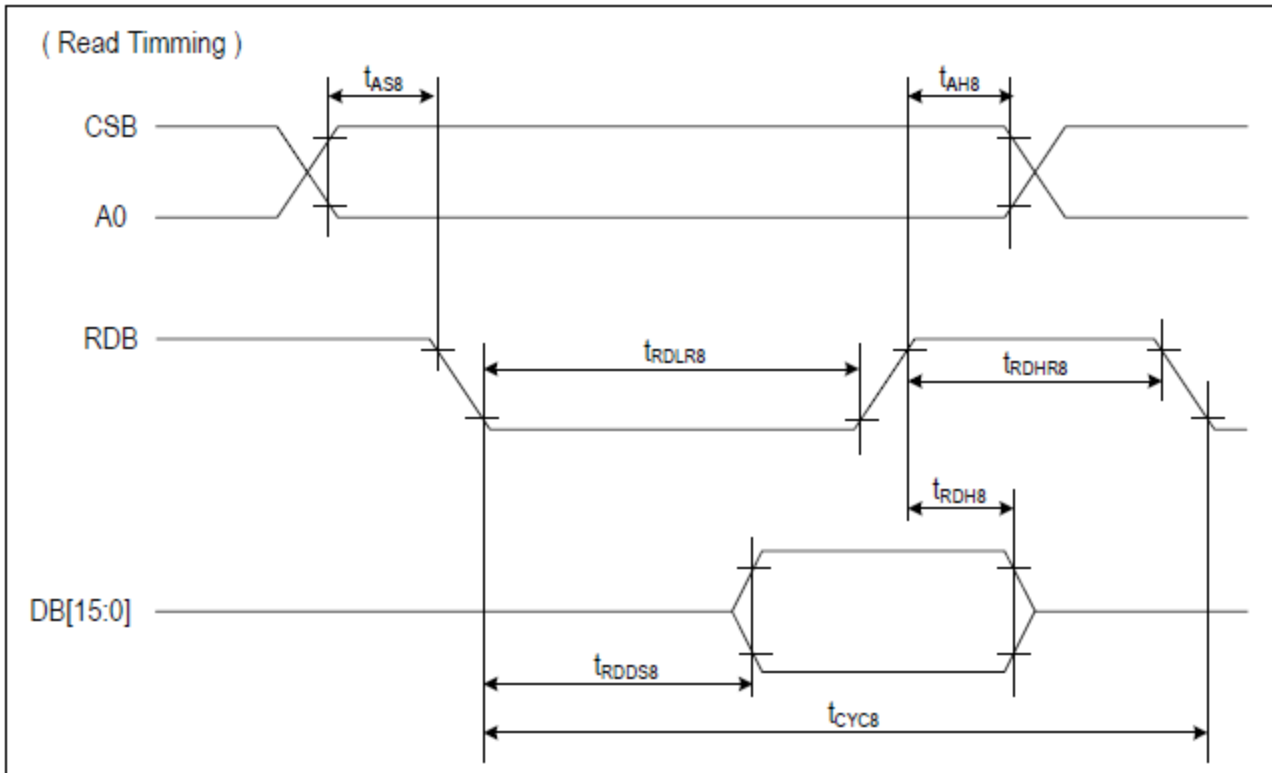 ( Read Timming )
tAS8
tAH8
CSB
A0
RDB
tRDLR8
tRDHR8
tRDH8
DB[15:0]
tRDDS8
tCYC8